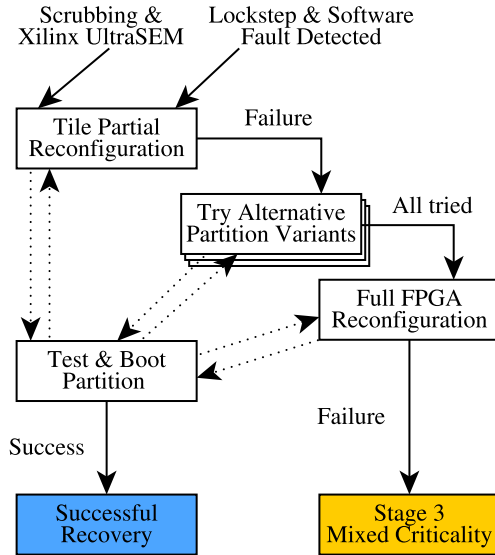 Scrubbing &
Xilinx UltraSEM
Lockstep & Software
Fault Detected
Tile Partial
Reconfiguration
Failure
Try Alternative
Partition Variants
All tried
Full FPGA
Reconfiguration
Test & Boot
Partition
Success
Failure
Successful
Recovery
Stage 3
Mixed Criticality